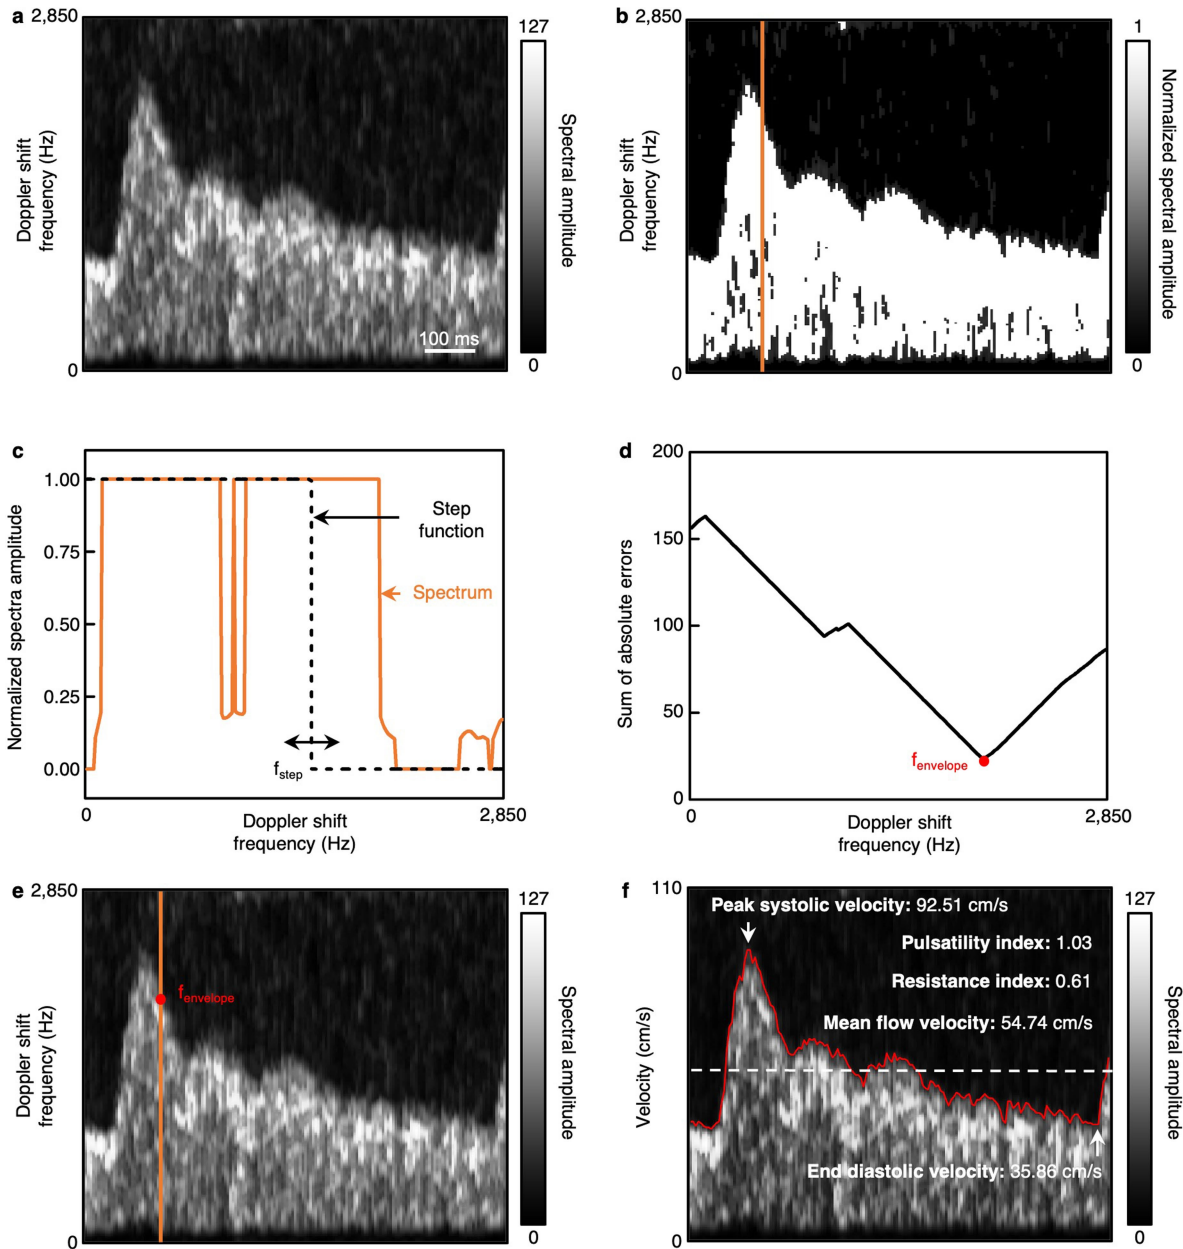 a
2,850
127
Doppler shift
frequency (Hz)
Spectral amplitude
100 ms
0
0
b
2,850
1
Doppler shift
frequency (Hz)
Normalized spectral amplitude
0
0
c
1.00
0.75
0.50
0.25
0.00
Normalized spectra amplitude
Step
function
Spectrum
fstep
0
2,850
Doppler shift
frequency (Hz)
d
200
150
100
50
0
Sum of absolute errors
fenvelope
0
2,850
Doppler shift
frequency (Hz)
e
2,850
127
Doppler shift
frequency (Hz)
fenvelope
Spectral amplitude
0
0
f
110
127
Peak systolic velocity: 92.51 cm/s
Pulsatility index: 1.03
Resistance index: 0.61
Mean flow velocity: 54.74 cm/s
Velocity (cm/s)
Spectral amplitude
End diastolic velocity: 35.86 cm/s
0
0